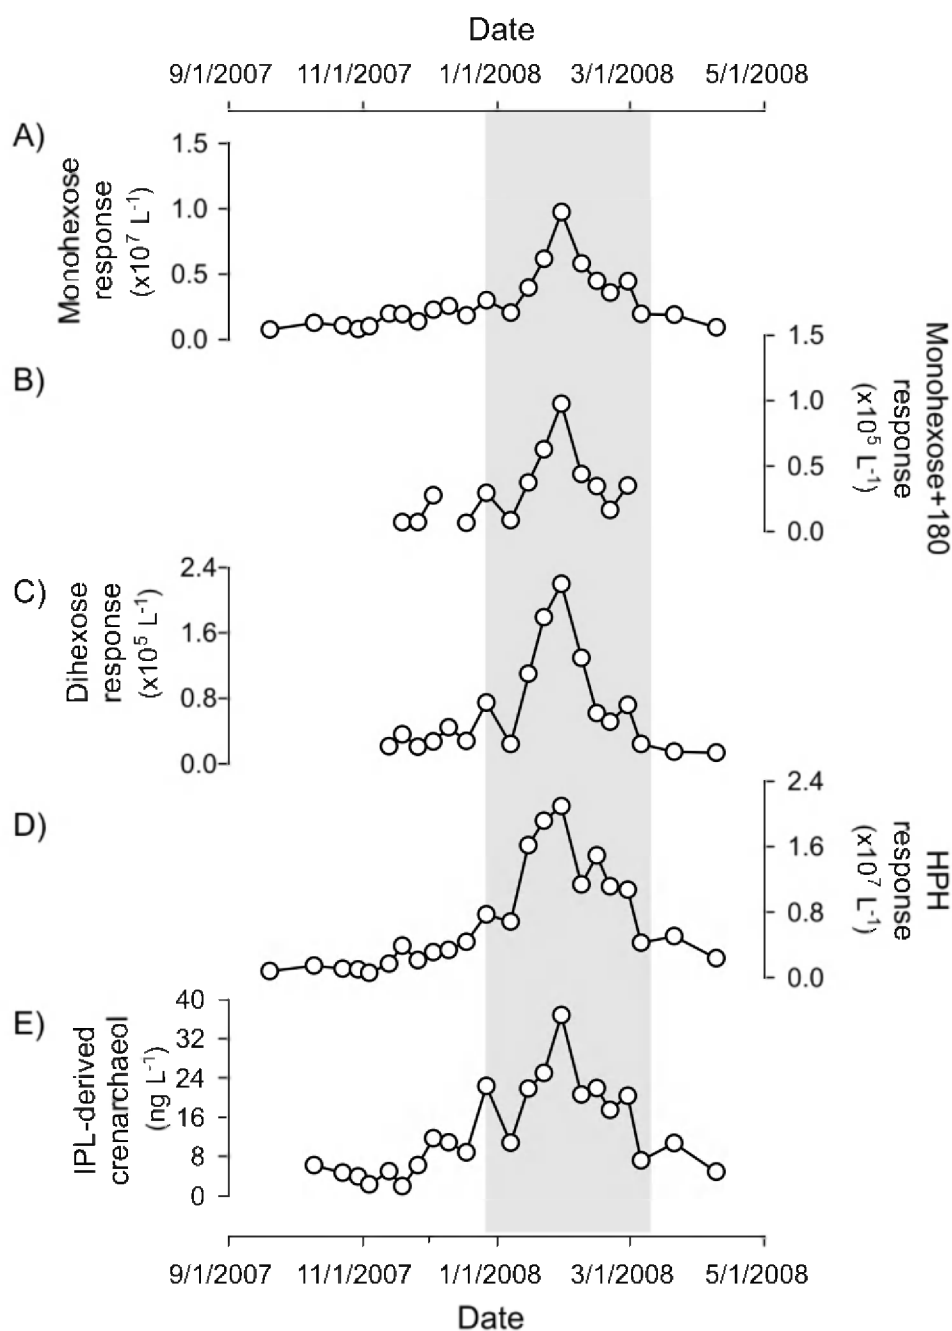 Date
9/1/2007 11/1/2007 1/1/2008 3/1/2008 5/1/2008
A)
Monohexose
response
(x10⁷ L⁻¹)
1.5
1.0
0.5
0.0
B)
Monohexose+180
response
(x10⁵ L⁻¹)
1.5
1.0
0.5
0.0
C)
Dihexose
response
(x10⁵ L⁻¹)
2.4
1.6
0.8
0.0
D)
HPH
response
(x10⁷ L⁻¹)
2.4
1.6
0.8
0.0
E)
IPL-derived
crenarchaeol
(ng L⁻¹)
40
32
24
16
8
0
9/1/2007 11/1/2007 1/1/2008 3/1/2008 5/1/2008
Date